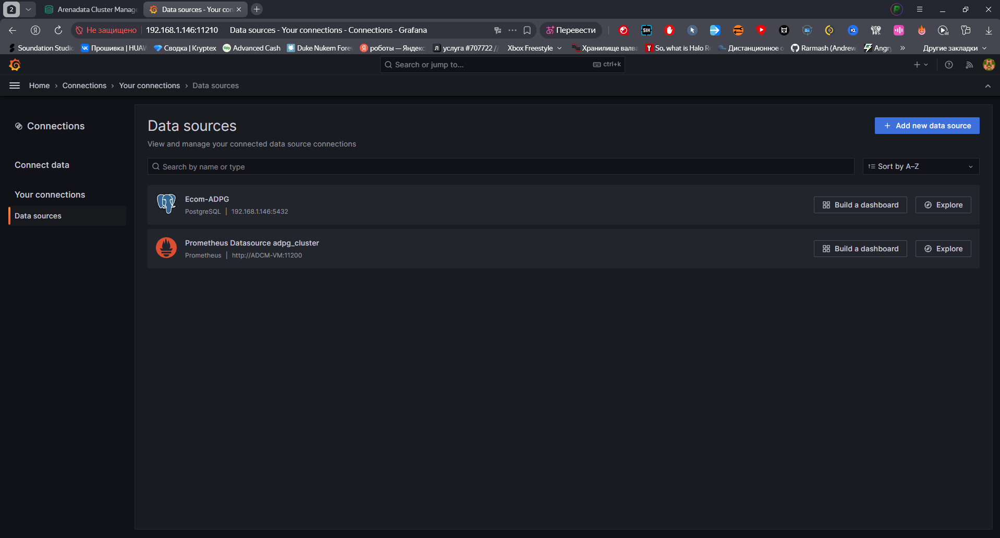 2
Arenadata Cluster Manage
Data sources - Your con
Не защищено
192.168.1.146:11210
Data sources - Your connections - Connections - Grafana
Перевести
Soundation Studio
Прошивка | HUAW
Сводка | Kryptex
Advanced Cash
Duke Nukem Forev
роботы — Яндекс
услуга #707722 //
Xbox Freestyle
Хранилище валва
So, what is Halo Re
Дистанционное о
Rarmash (Andrew
Angry
»
Другие закладки
Search or jump to...
ctrl+k
Home › Connections › Your connections › Data sources
Connections
Connect data
Your connections
Data sources
Data sources
View and manage your connected data source connections
Add new data source
Search by name or type
Sort by A–Z
Ecom-ADPG
PostgreSQL | 192.168.1.146:5432
Build a dashboard
Explore
Prometheus Datasource adpg_cluster
Prometheus | http://ADCM-VM:11200
Build a dashboard
Explore